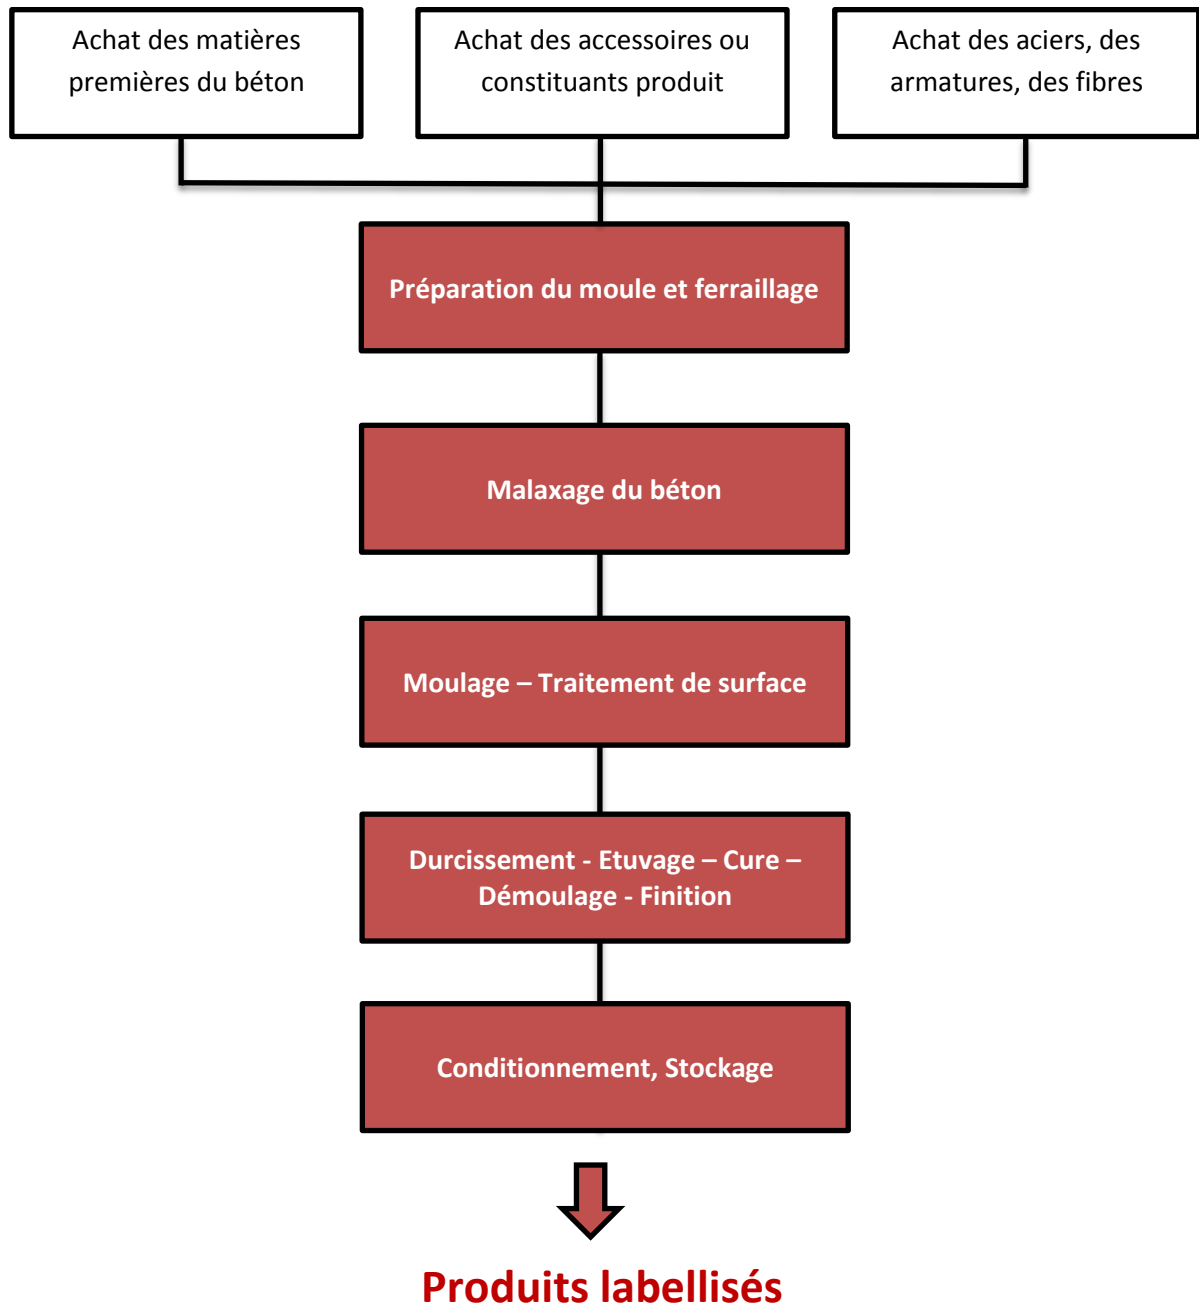 Achat des matières
premières du béton
Achat des accessoires ou
constituants produit
Achat des aciers, des
armatures, des fibres
Préparation du moule et ferraillage
Malaxage du béton
Moulage – Traitement de surface
Durcissement - Etuvage – Cure –
Démoulage - Finition
Conditionnement, Stockage
Produits labellisés